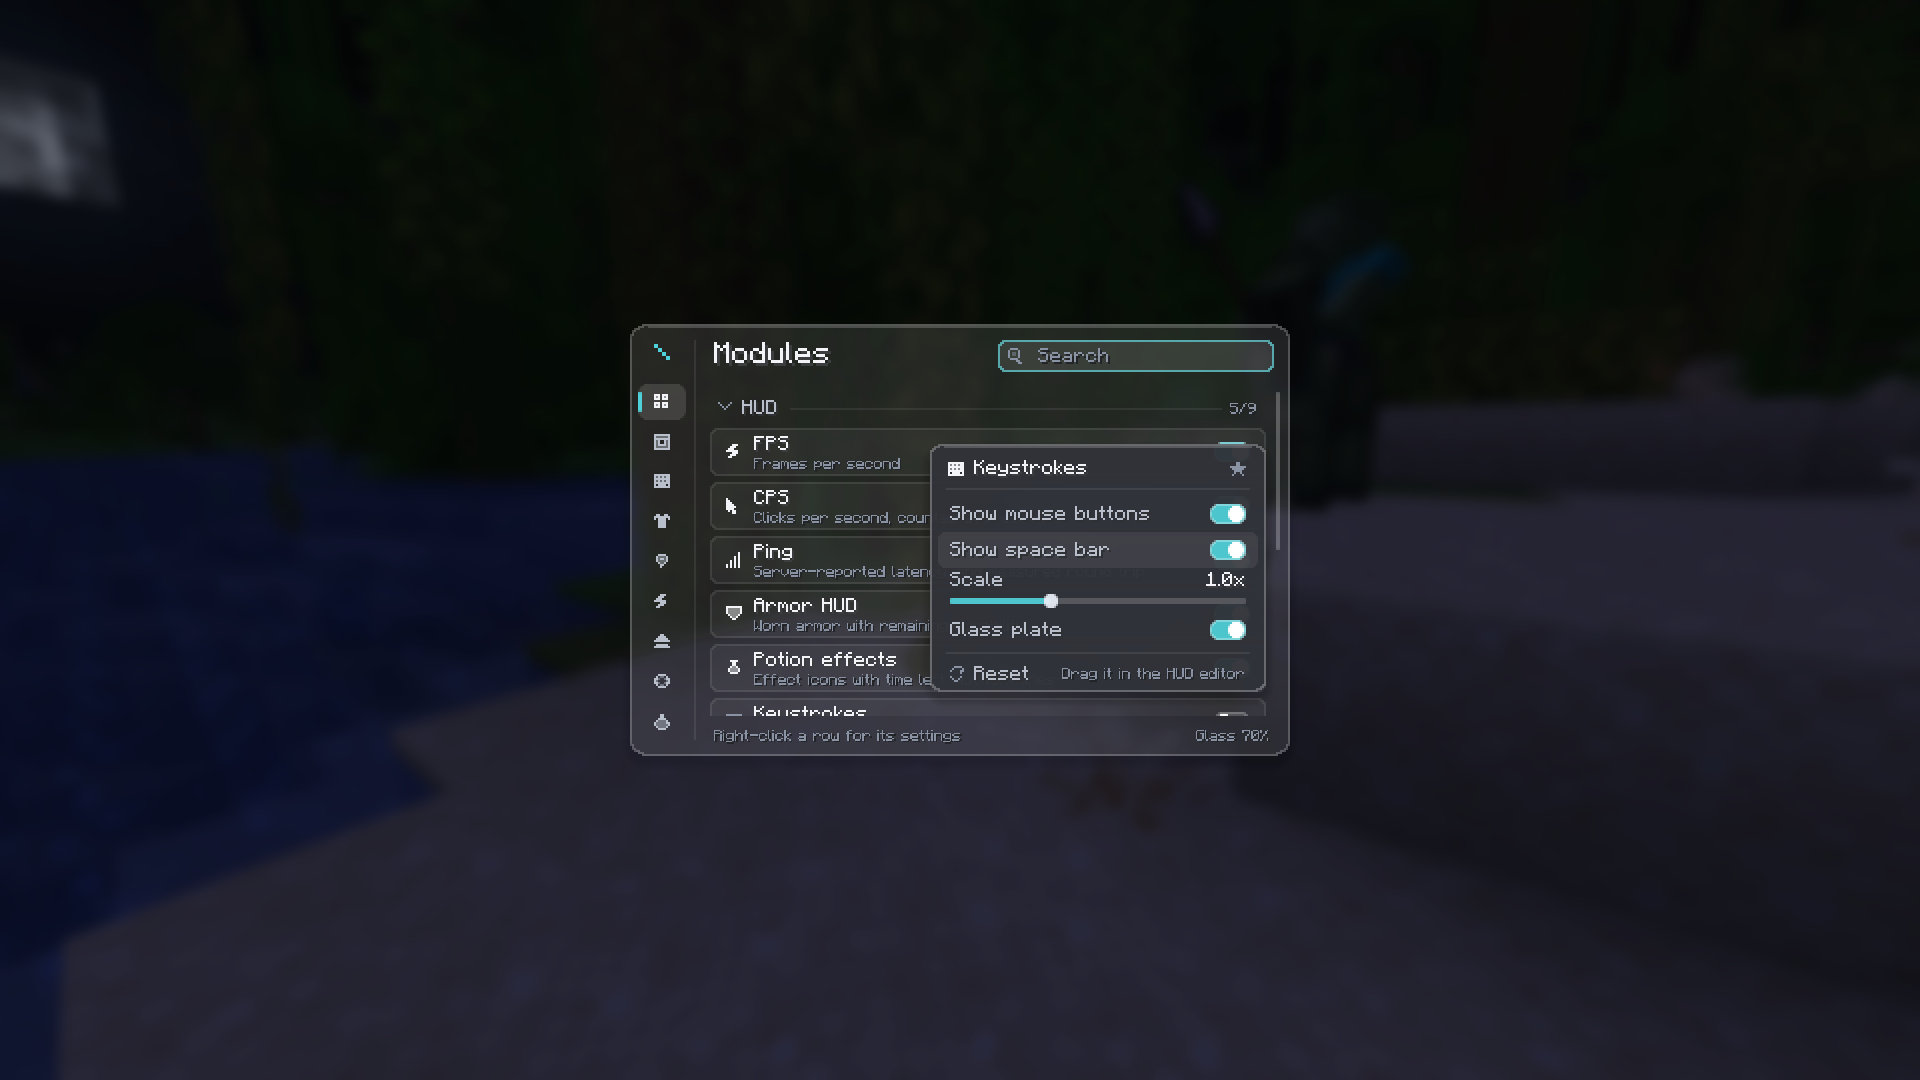 Modules
Search
HUD
5/9
FPS
Frames per second
CPS
Clicks per second, cour
Ping
Server-reported laten
Armor HUD
Worn armor with remaini
Potion effects
Effect icons with time le
Keystrokes
Keystrokes
Show mouse buttons
Show space bar
Scale
1.0x
Glass plate
Reset
Drag it in the HUD editor
Right-click a row for its settings
Glass 70%